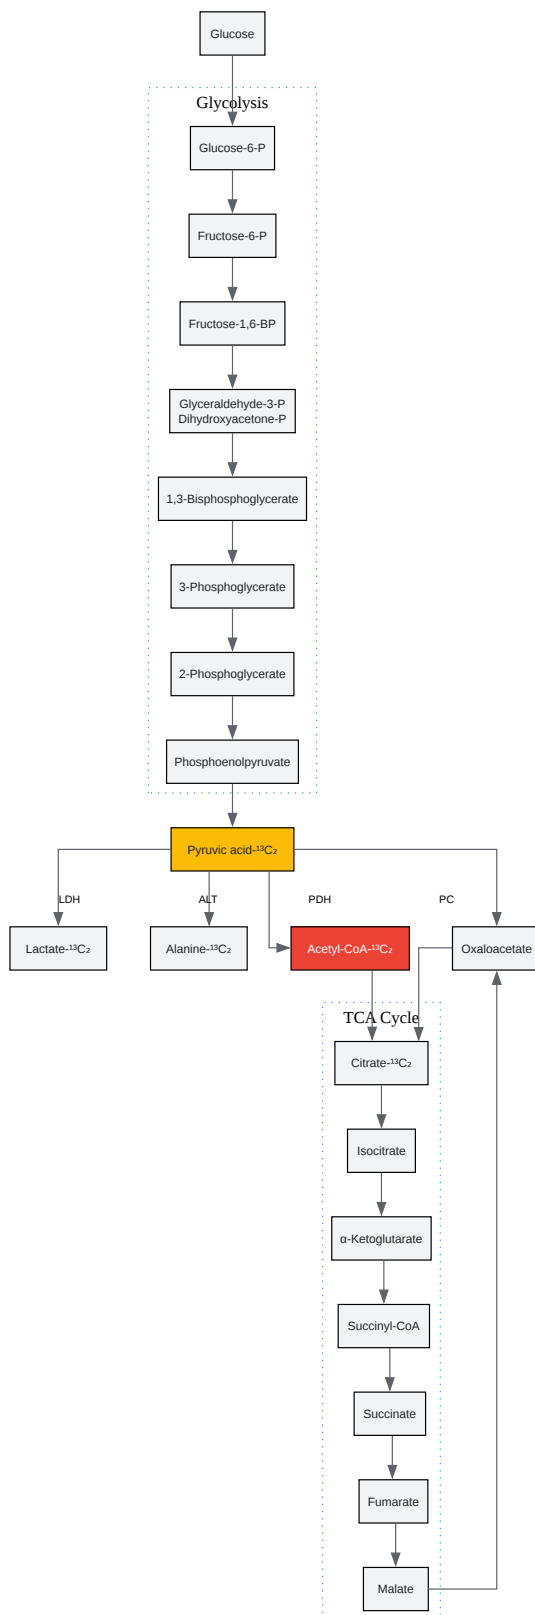 Glucose
Glycolysis
Glucose-6-P
Fructose-6-P
Fructose-1,6-BP
Glyceraldehyde-3-P
Dihydroxyacetone-P
1,3-Bisphosphoglycerate
3-Phosphoglycerate
2-Phosphoglycerate
Phosphoenolpyruvate
Pyruvic acid-¹³C₂
LDH
ALT
PDH
PC
Lactate-¹³C₂
Alanine-¹³C₂
Acetyl-CoA-¹³C₂
Oxaloacetate
TCA Cycle
Citrate-¹³C₂
Isocitrate
α-Ketoglutarate
Succinyl-CoA
Succinate
Fumarate
Malate